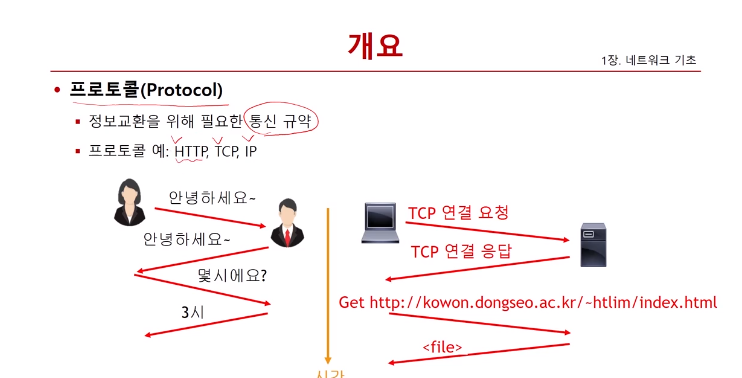 개요
1장. 네트워크 기초
• 프로토콜(Protocol)
▪ 정보교환을 위해 필요한 통신 규약
▪ 프로토콜 예: HTTP, TCP, IP
안녕하세요~
안녕하세요~
몇시에요?
3시
시간
TCP 연결 요청
TCP 연결 응답
Get http://kowon.dongseo.ac.kr/~htlim/index.html
<file>